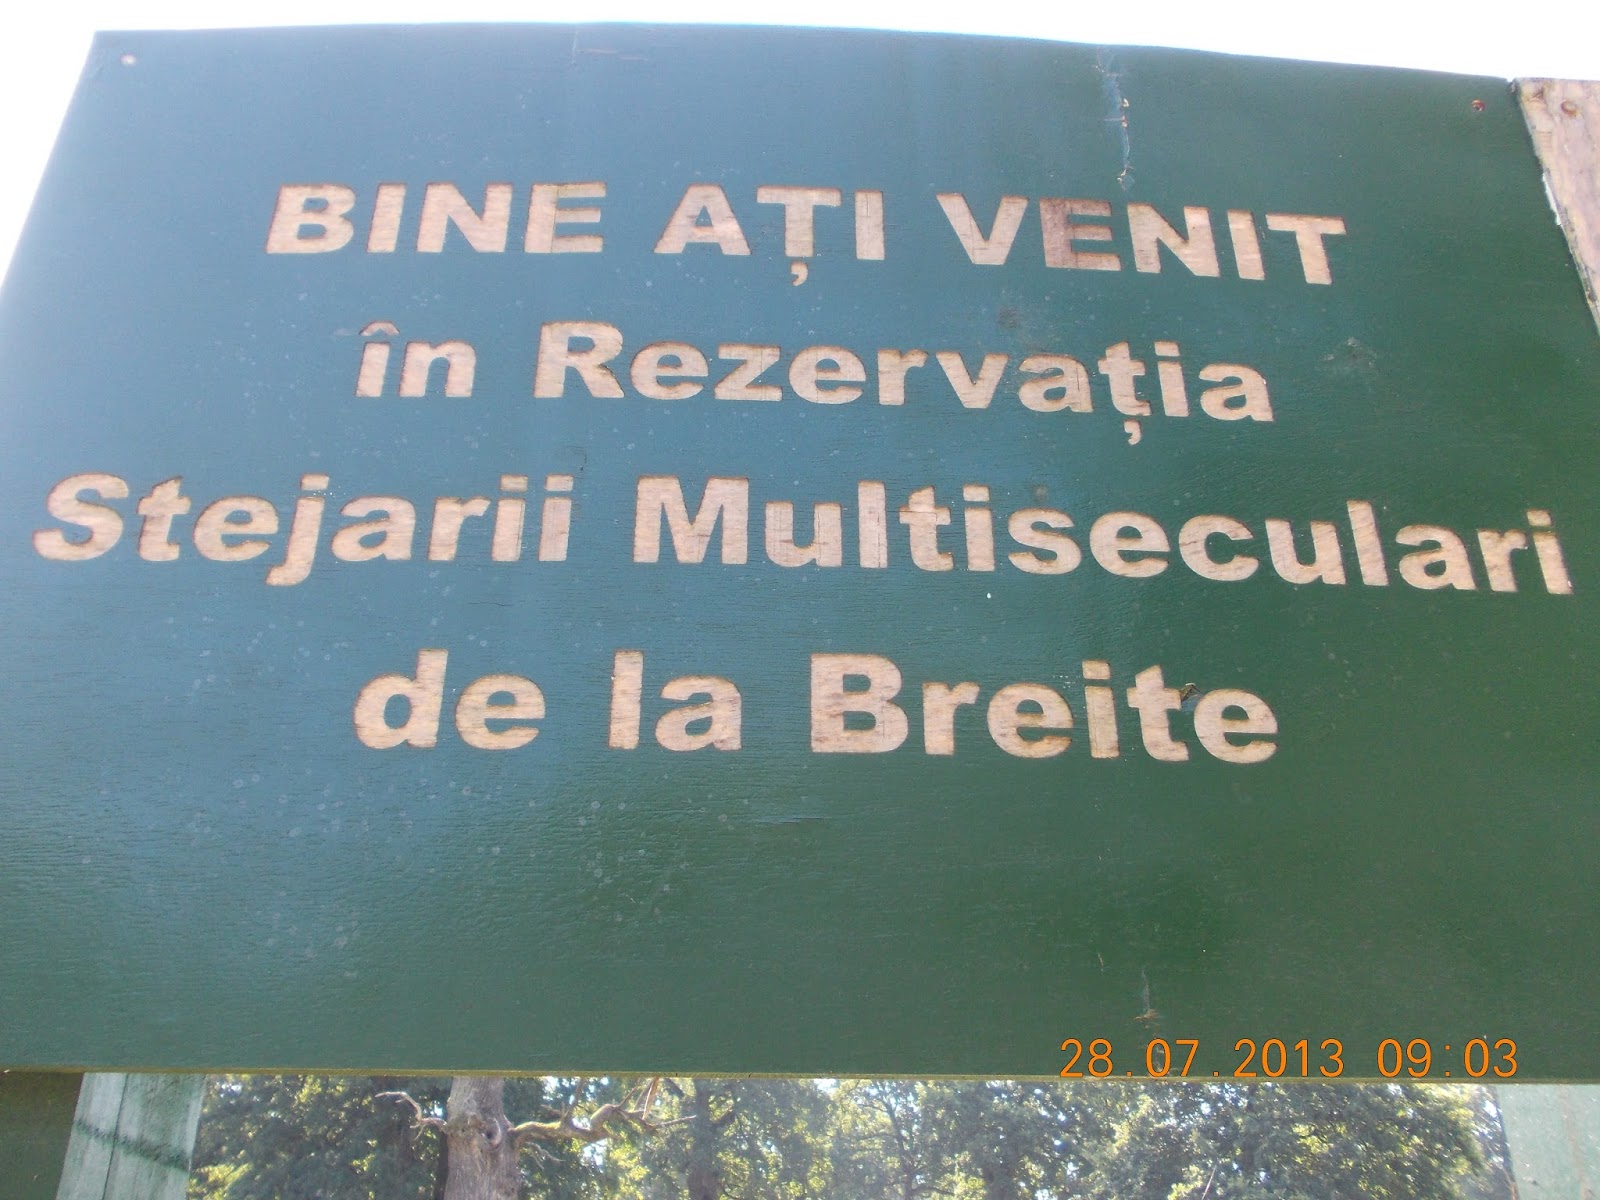 BINE AȚI VENIT
în Rezervația
Stejarii Multiseculari
de la Breite
28.07.2013 09:03